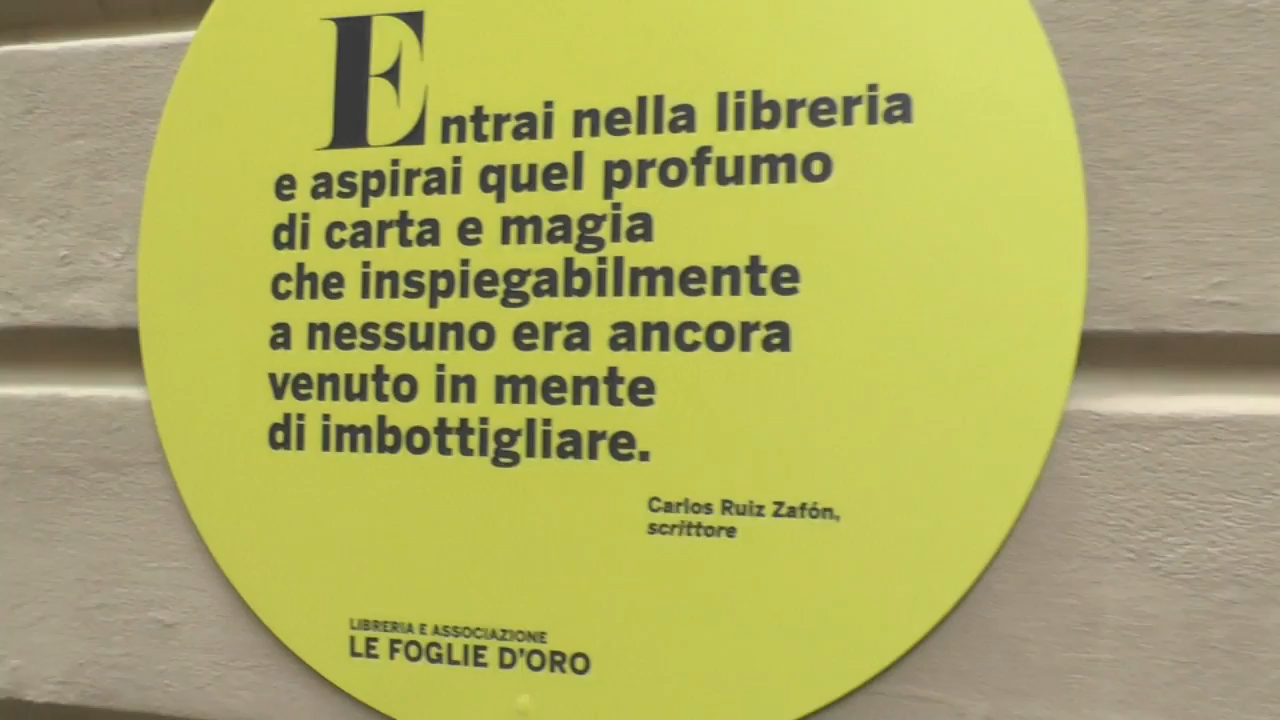 Entrai nella libreria
e aspirai quel profumo
di carta e magia
che inspiegabilmente
a nessuno era ancora
venuto in mente
di imbottigliare.
Carlos Ruiz Zafón,
scrittore
LIBRERIA E ASSOCIAZIONE
LE FOGLIE D'ORO